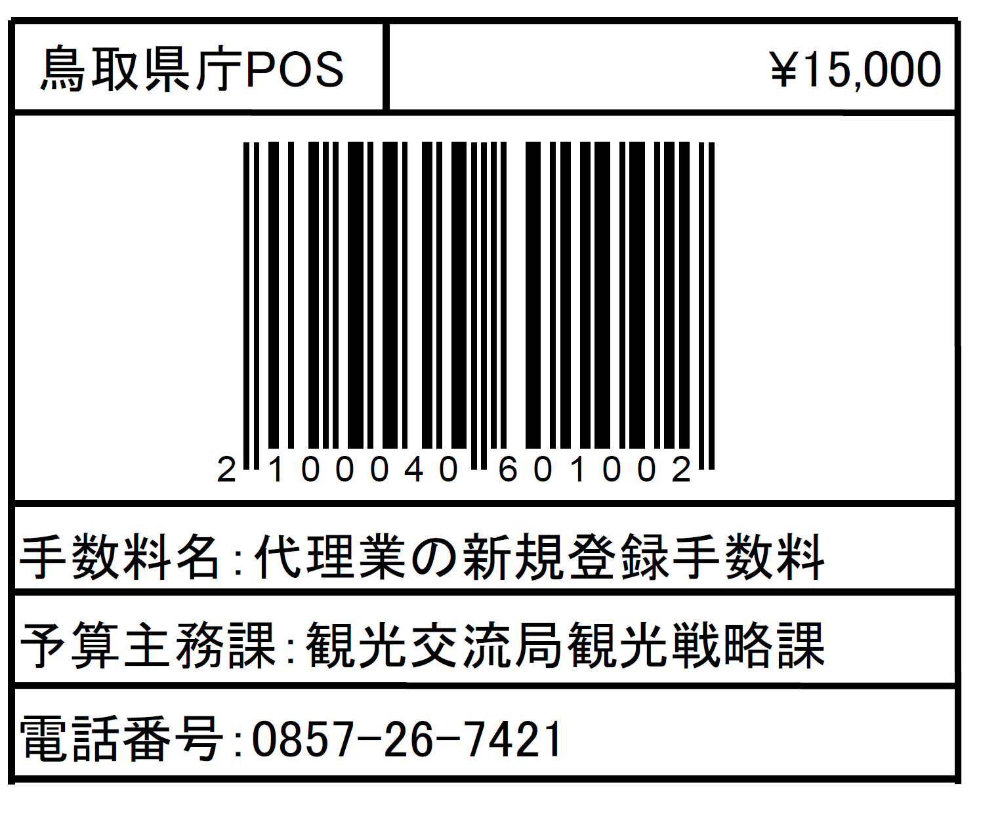 鳥取県庁POS
¥15,000
2 100040 601002
手数料名:代理業の新規登録手数料
予算主務課:観光交流局観光戦略課
電話番号:0857-26-7421